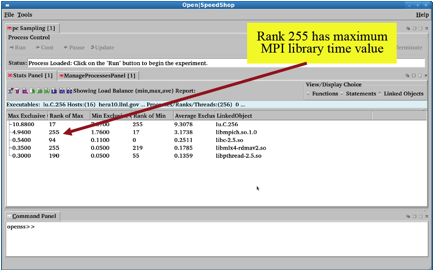 Open|SpeedShop
File Tools Help
pc Sampling [1]
Process Control
Run Cont Pause Update Terminate
Status: Process Loaded: Click on the "Run" button to begin the experiment.
Rank 255 has maximum
MPI library time value
Stats Panel [1] ManageProcessesPanel [1]
View/Display Choice
Showing Load Balance (min,max,ave) Report:
Functions Statements Linked Objects
Executables: lu.C.256 Hosts:(16) hera10.llnl.gov ... Ranks/Threads:(256) 0 ...
Max Exclusive Rank of Max Min Exclusive Rank of Min Average Exclus LinkedObject
10.8800 17 255 9.3078 lu.C.256
4.9400 255 1.7600 17 3.1738 libmpich.so.1.0
0.5400 94 0.1100 0 0.2511 libc-2.5.so
0.3500 255 0.0500 219 0.1785 libmlx4-rdmav2.so
0.3000 190 0.0500 55 0.1359 libpthread-2.5.so
Command Panel
openss>>